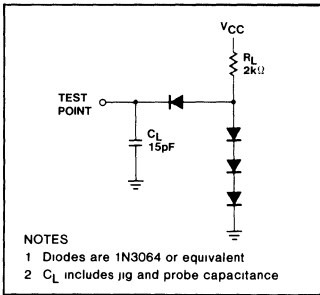 VCC
RL
2kΩ
TEST
POINT
CL
15pF
NOTES
1 Diodes are 1N3064 or equivalent
2 CL includes jig and probe capacitance